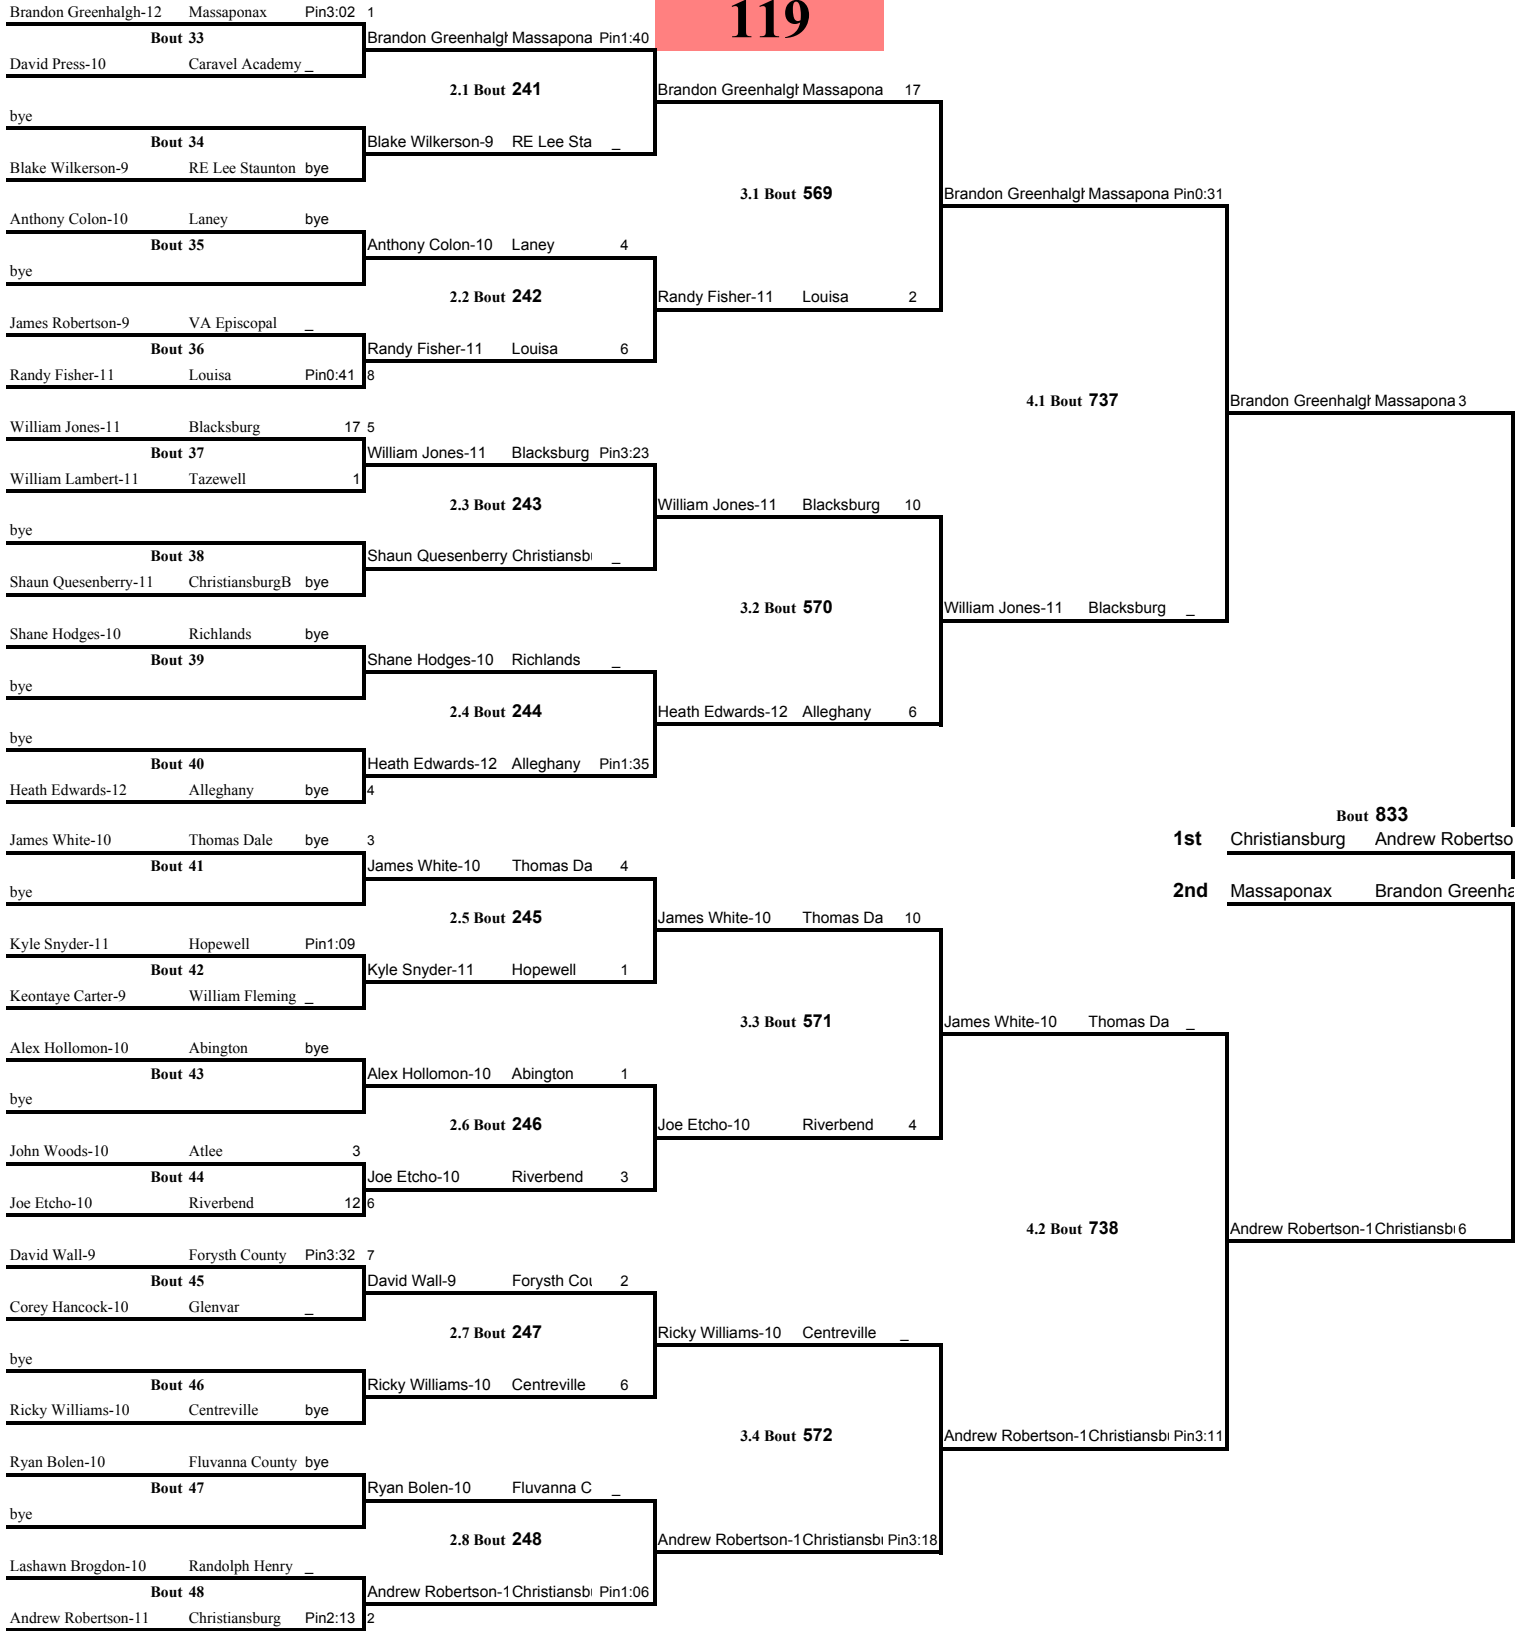 119
Brandon Greenhalgh-12 Massaponax Pin3:02 1
Bout 33
David Press-10 Caravel Academy _
bye
Bout 34
Blake Wilkerson-9 RE Lee Staunton bye
Anthony Colon-10 Laney bye
Bout 35
bye
James Robertson-9 VA Episcopal _
Bout 36
Randy Fisher-11 Louisa Pin0:41 8
William Jones-11 Blacksburg 17 5
Bout 37
William Lambert-11 Tazewell 1
bye
Bout 38
Shaun Quesenberry-11 ChristiansburgB bye
Shane Hodges-10 Richlands bye
Bout 39
bye
bye
Bout 40
Heath Edwards-12 Alleghany bye 4
James White-10 Thomas Dale bye 3
Bout 41
bye
Kyle Snyder-11 Hopewell Pin1:09
Bout 42
Keontaye Carter-9 William Fleming _
Alex Hollomon-10 Abington bye
Bout 43
bye
John Woods-10 Atlee 3
Bout 44
Joe Etcho-10 Riverbend 12 6
David Wall-9 Forysth County Pin3:32 7
Bout 45
Corey Hancock-10 Glenvar _
bye
Bout 46
Ricky Williams-10 Centreville bye
Ryan Bolen-10 Fluvanna County bye
Bout 47
bye
Lashawn Brogdon-10 Randolph Henry _
Bout 48
Andrew Robertson-11 Christiansburg Pin2:13 2
Brandon Greenhalgh Massapona Pin1:40
2.1 Bout 241
Blake Wilkerson-9 RE Lee Sta _
Anthony Colon-10 Laney 4
2.2 Bout 242
Randy Fisher-11 Louisa 6
William Jones-11 Blacksburg Pin3:23
2.3 Bout 243
Shaun Quesenberry Christiansb _
Shane Hodges-10 Richlands _
2.4 Bout 244
Heath Edwards-12 Alleghany Pin1:35
James White-10 Thomas Da 4
2.5 Bout 245
Kyle Snyder-11 Hopewell 1
Alex Hollomon-10 Abington 1
2.6 Bout 246
Joe Etcho-10 Riverbend 3
David Wall-9 Forysth Cou 2
2.7 Bout 247
Ricky Williams-10 Centreville 6
Ryan Bolen-10 Fluvanna C _
2.8 Bout 248
Andrew Robertson-1 Christiansb Pin1:06
Brandon Greenhalgh Massapona 17
3.1 Bout 569
Randy Fisher-11 Louisa 2
William Jones-11 Blacksburg 10
3.2 Bout 570
Heath Edwards-12 Alleghany 6
James White-10 Thomas Da 10
3.3 Bout 571
Joe Etcho-10 Riverbend 4
Ricky Williams-10 Centreville _
3.4 Bout 572
Andrew Robertson-1 Christiansb Pin3:18
Brandon Greenhalgh Massapona Pin0:31
4.1 Bout 737
William Jones-11 Blacksburg _
James White-10 Thomas Da _
4.2 Bout 738
Andrew Robertson-1 Christiansb Pin3:11
Brandon Greenhalgh Massapona 3
Bout 833
1st Christiansburg Andrew Robertso
2nd Massaponax Brandon Greenha
Andrew Robertson-1 Christiansb 6